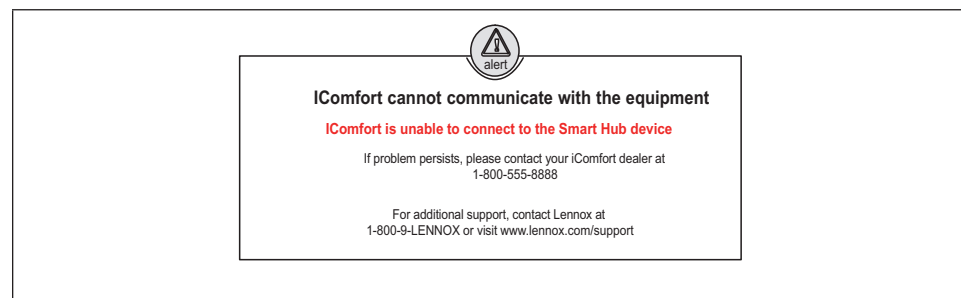 alert
IComfort cannot communicate with the equipment
IComfort is unable to connect to the Smart Hub device
If problem persists, please contact your iComfort dealer at
1-800-555-8888
For additional support, contact Lennox at
1-800-9-LENNOX or visit www.lennox.com/support